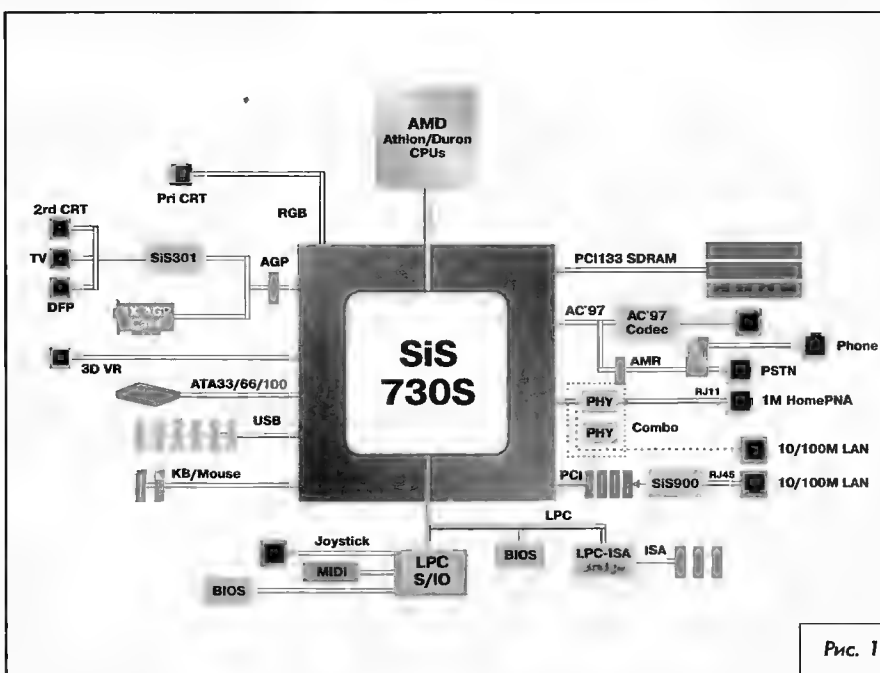 AMD
Athlon/Duron
CPUs
Pri CRT
RGB
2rd CRT
TV
DFP
SiS301
AGP
3D VR
ATA33/66/100
USB
KB/Mouse
SiS
730S
PCI133 SDRAM
AC'97
AC'97
Codec
AMR
Phone
PSTN
PHY
RJ11
1M HomePNA
PHY
Combo
10/100M LAN
PCI
SiS900
RJ45
10/100M LAN
LPC
Joystick
MIDI
BIOS
LPC
S/IO
BIOS
LPC-ISA
ISA
Рис. 1